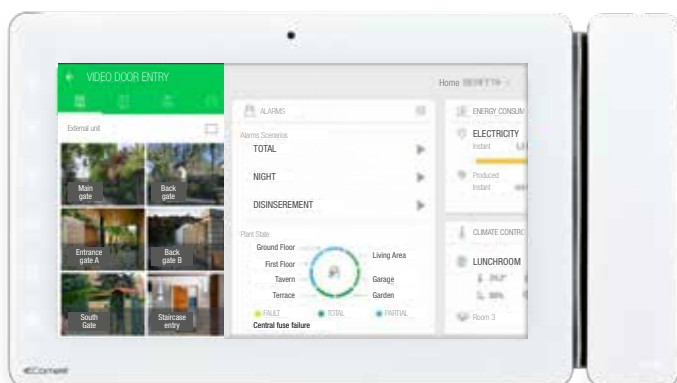 VIDEO DOOR ENTRY
External unit
Main
gate
Back
gate
Entrance
gate A
Back
gate B
South
Gate
Staircase
entry
Home
ALARMS
Alarms Scenarios
TOTAL
NIGHT
DISINSEREMENT
Plant State
Ground Floor
First Floor
Tavern
Terrace
Living Area
Garage
Garden
FAULT
TOTAL
PARTIAL
Central fuse failure
ENERGY CONSUM
ELECTRICITY
Instant
Produced
Instant
CLIMATE CONTRO
LUNCHROOM
Room 3
Comelit